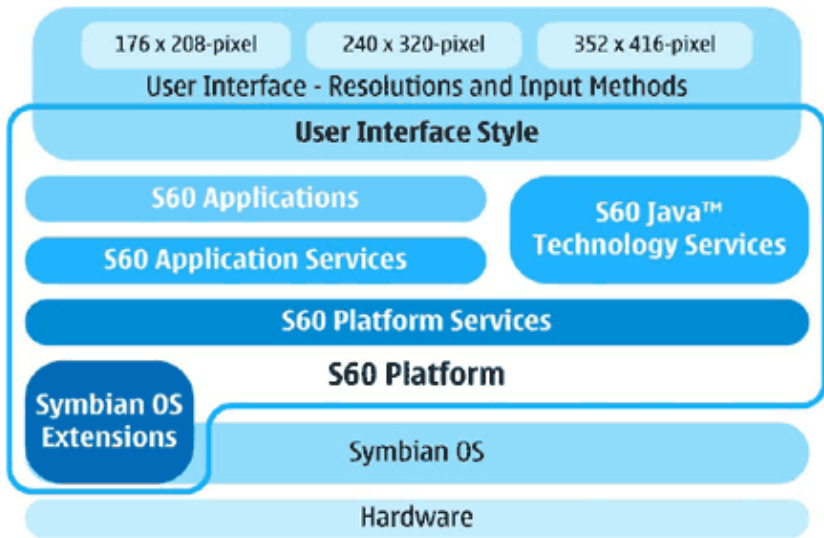 176 x 208-pixel
240 x 320-pixel
352 x 416-pixel
User Interface - Resolutions and Input Methods
User Interface Style
S60 Applications
S60 Java™
Technology Services
S60 Application Services
S60 Platform Services
S60 Platform
Symbian OS
Extensions
Symbian OS
Hardware